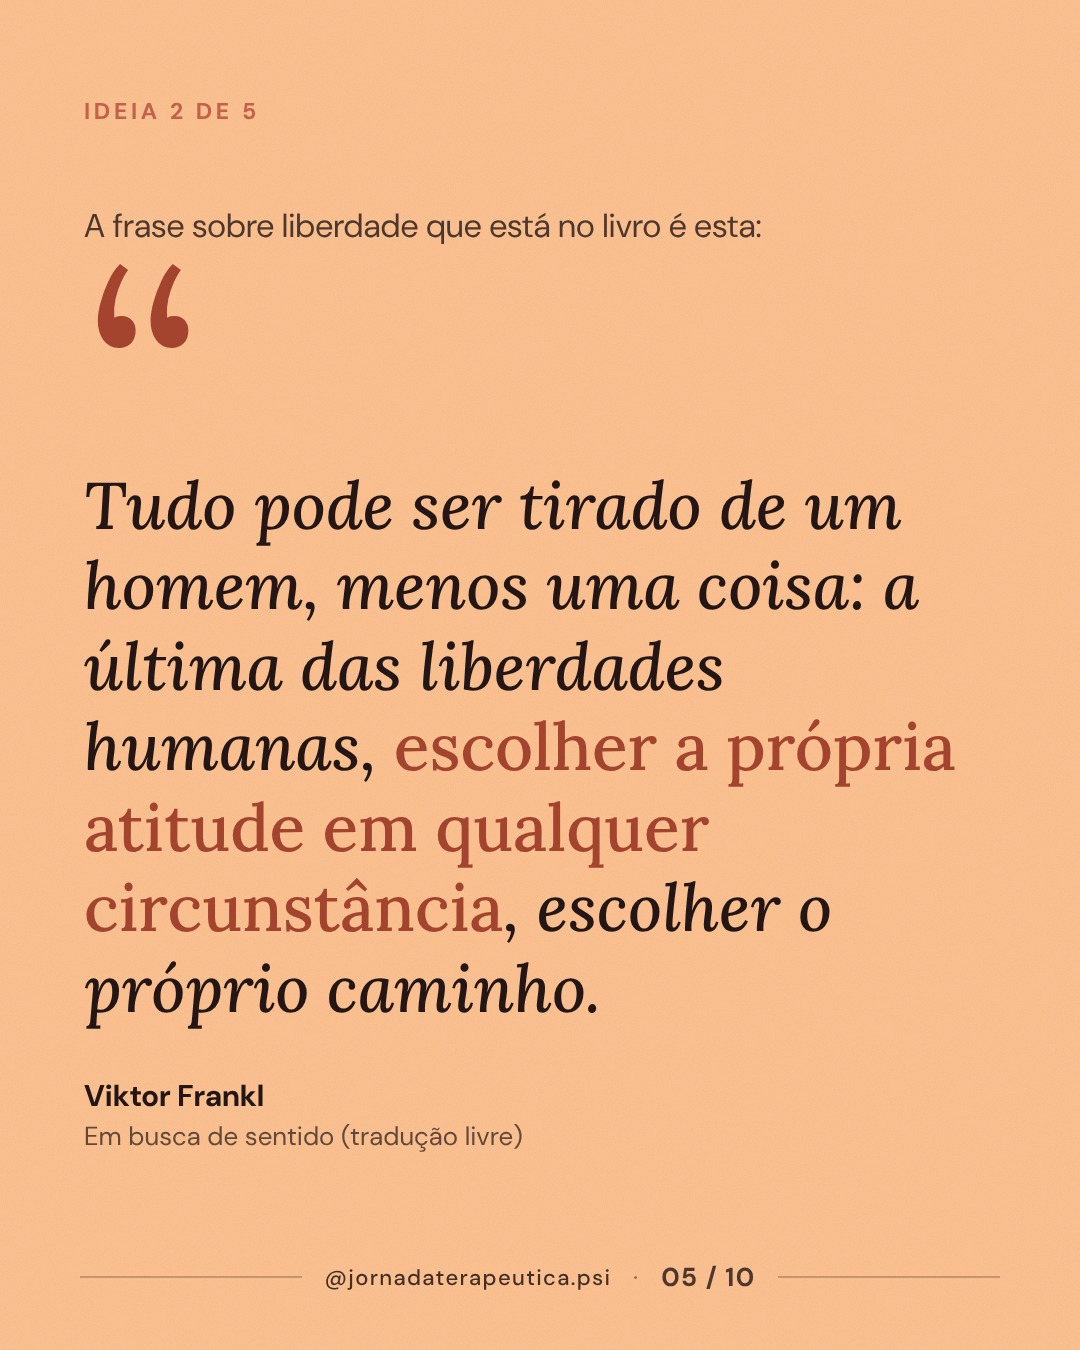 IDEIA 2 DE 5
A frase sobre liberdade que está no livro é esta:
“
Tudo pode ser tirado de um
homem, menos uma coisa: a
última das liberdades
humanas, escolher a própria
atitude em qualquer
circunstância, escolher o
próprio caminho.
Viktor Frankl
Em busca de sentido (tradução livre)
@jornadaterapeutica.psi · 05 / 10